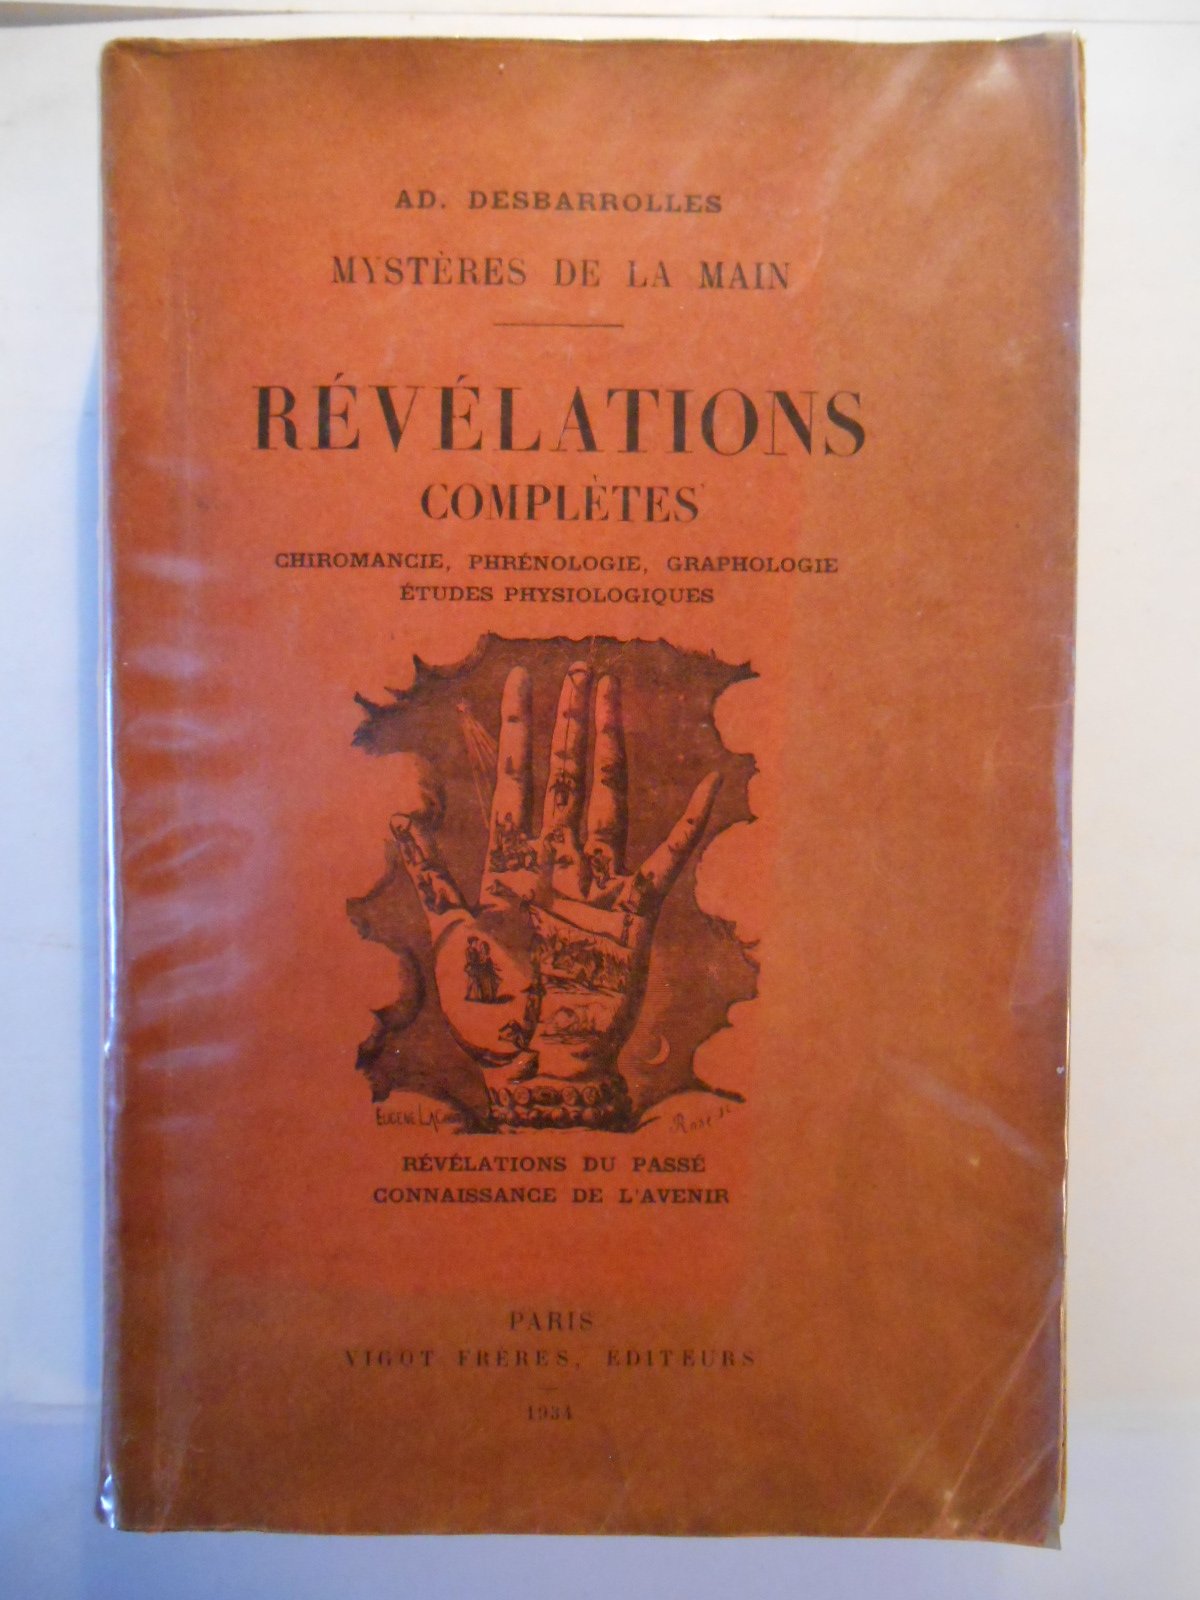 AD. DESBARROLLES
MYSTÈRES DE LA MAIN
RÉVÉLATIONS
COMPLÈTES
CHIROMANCIE, PHRÉNOLOGIE, GRAPHOLOGIE
ÉTUDES PHYSIOLOGIQUES
EUGENE
RÉVÉLATIONS DU PASSÉ
CONNAISSANCE DE L'AVENIR
PARIS
VIGOT FRÈRES, ÉDITEURS
1934